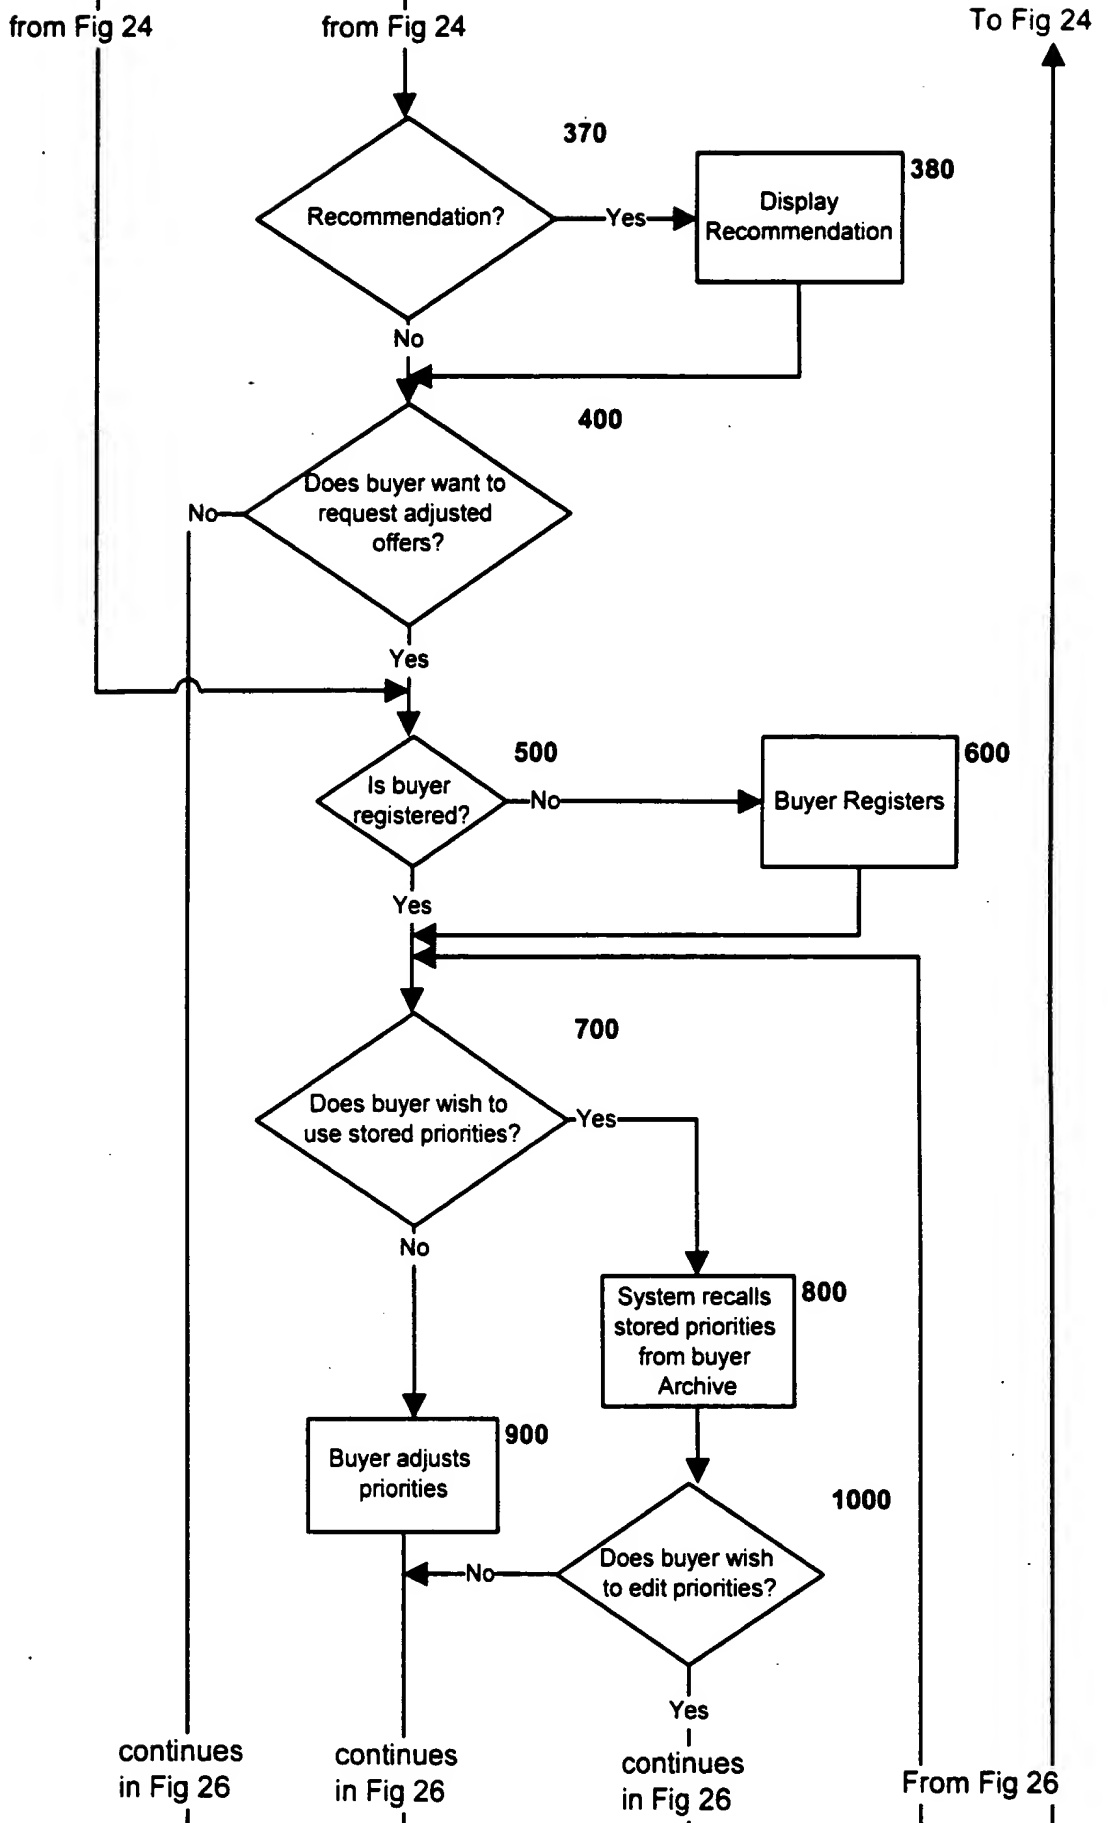 from Fig 24
from Fig 24
To Fig 24
370
Recommendation?
Yes
380
Display
Recommendation
No
400
Does buyer want to
request adjusted
offers?
No
Yes
500
Is buyer
registered?
No
600
Buyer Registers
Yes
700
Does buyer wish to
use stored priorities?
Yes
No
800
System recalls
stored priorities
from buyer
Archive
900
Buyer adjusts
priorities
1000
Does buyer wish
to edit priorities?
No
Yes
continues
in Fig 26
continues
in Fig 26
continues
in Fig 26
From Fig 26